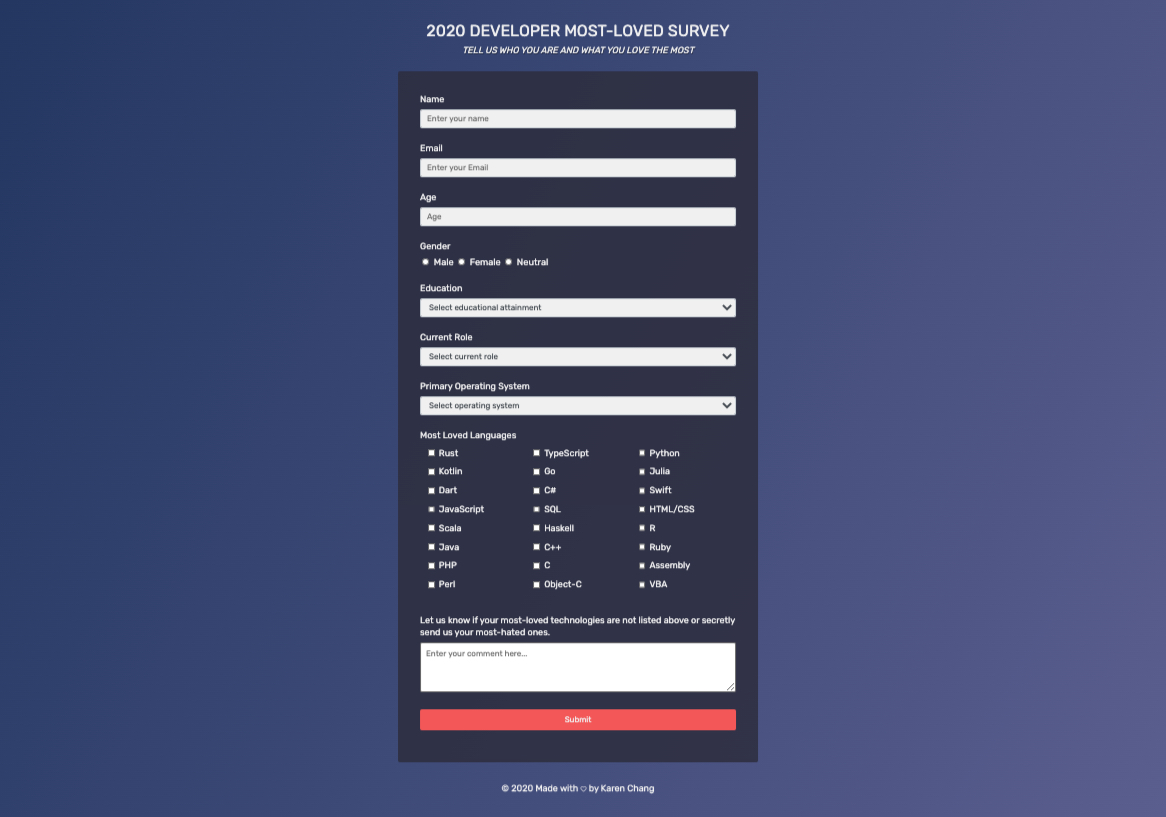 2020 DEVELOPER MOST-LOVED SURVEY
TELL US WHO YOU ARE AND WHAT YOU LOVE THE MOST
Name
Enter your name
Email
Enter your Email
Age
Age
Gender
Male Female Neutral
Education
Select educational attainment
Current Role
Select current role
Primary Operating System
Select operating system
Most Loved Languages
Rust TypeScript Python
Kotlin Go Julia
Dart C# Swift
JavaScript SQL HTML/CSS
Scala Haskell R
Java C++ Ruby
PHP C Assembly
Perl Object-C VBA
Let us know if your most-loved technologies are not listed above or secretly
send us your most-hated ones.
Enter your comment here...
Submit
© 2020 Made with ♡ by Karen Chang